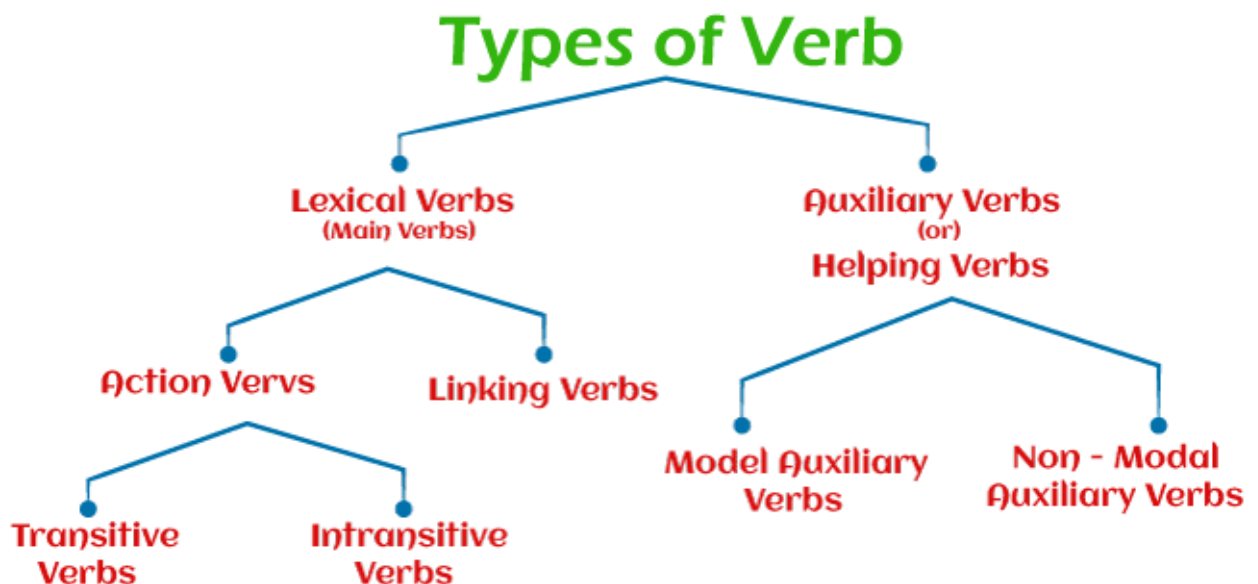 Types of Verb
Lexical Verbs
(Main Verbs)
Auxiliary Verbs
(or)
Helping Verbs
Action Vervs
Linking Verbs
Model Auxiliary
Verbs
Non - Modal
Auxiliary Verbs
Transitive
Verbs
Intransitive
Verbs